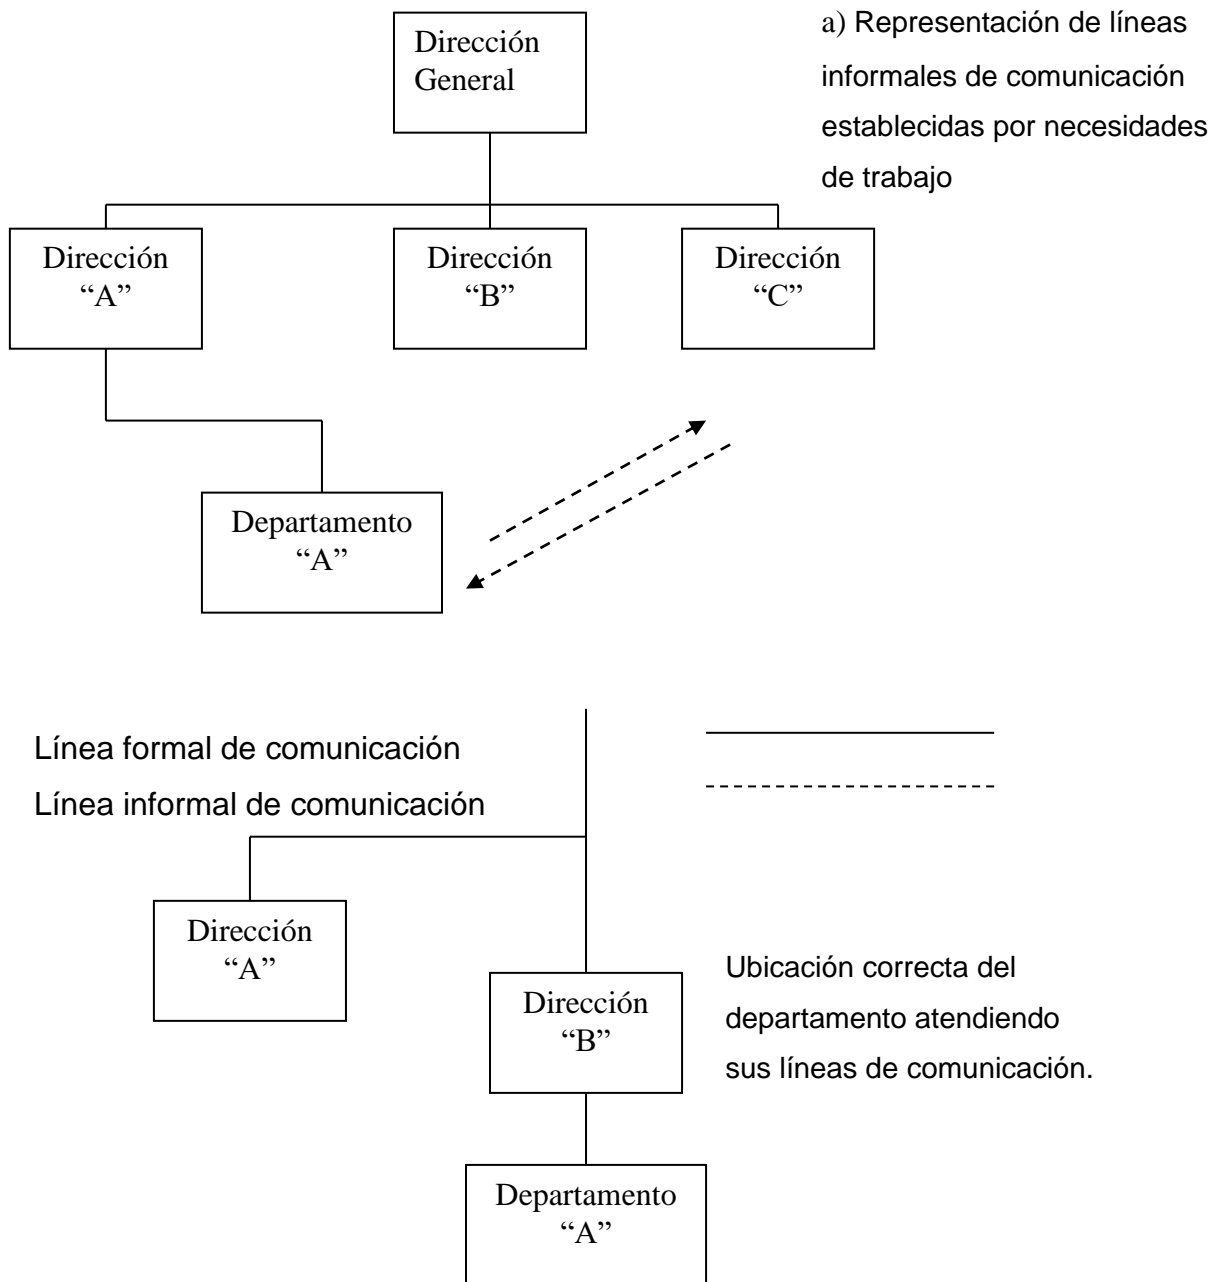 Dirección
General
a) Representación de líneas
informales de comunicación
establecidas por necesidades
de trabajo
Dirección
“A”
Dirección
“B”
Dirección
“C”
Departamento
“A”
Línea formal de comunicación
Línea informal de comunicación
Dirección
“A”
Dirección
“B”
Ubicación correcta del
departamento atendiendo
sus líneas de comunicación.
Departamento
“A”